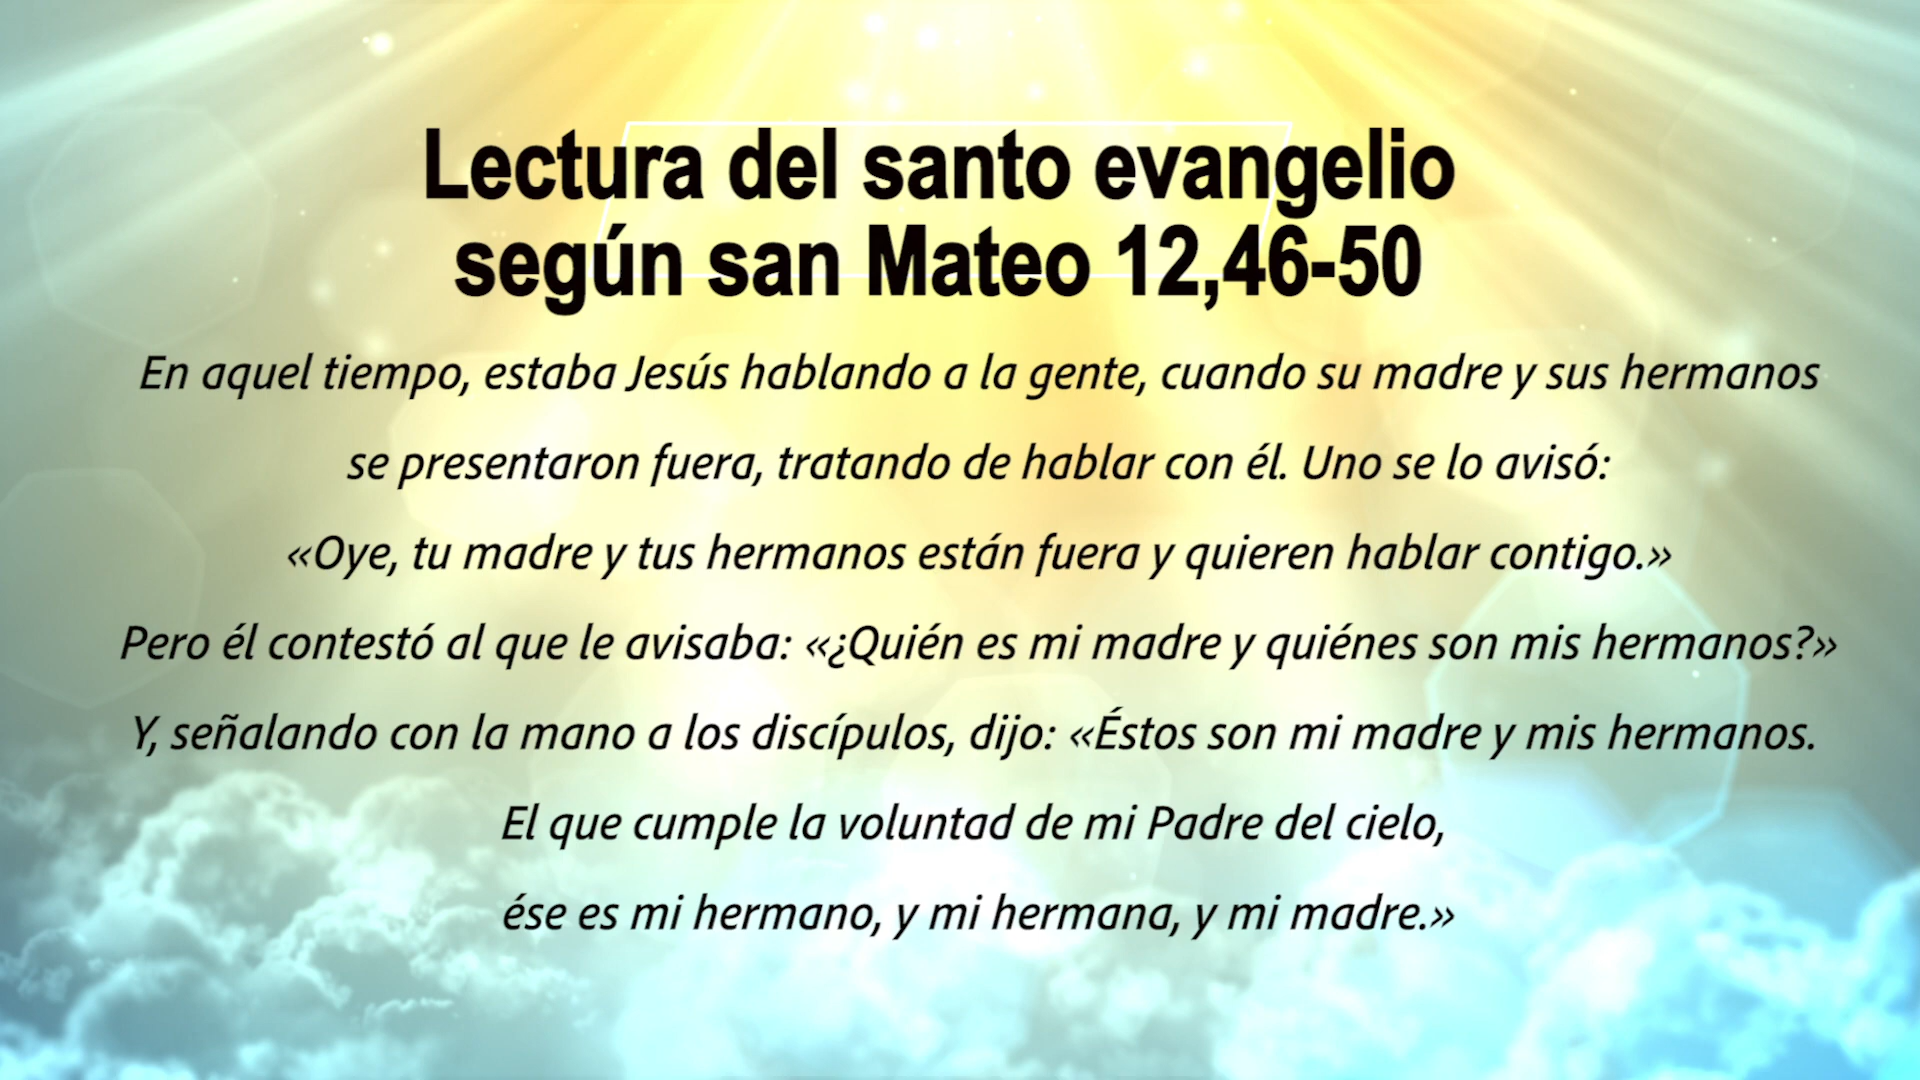 Lectura del santo evangelio
según san Mateo 12,46-50
En aquel tiempo, estaba Jesús hablando a la gente, cuando su madre y sus hermanos
se presentaron fuera, tratando de hablar con él. Uno se lo avisó:
«Oye, tu madre y tus hermanos están fuera y quieren hablar contigo.»
Pero él contestó al que le avisaba: «¿Quién es mi madre y quiénes son mis hermanos?»
Y, señalando con la mano a los discípulos, dijo: «Éstos son mi madre y mis hermanos.
El que cumple la voluntad de mi Padre del cielo,
ése es mi hermano, y mi hermana, y mi madre.»